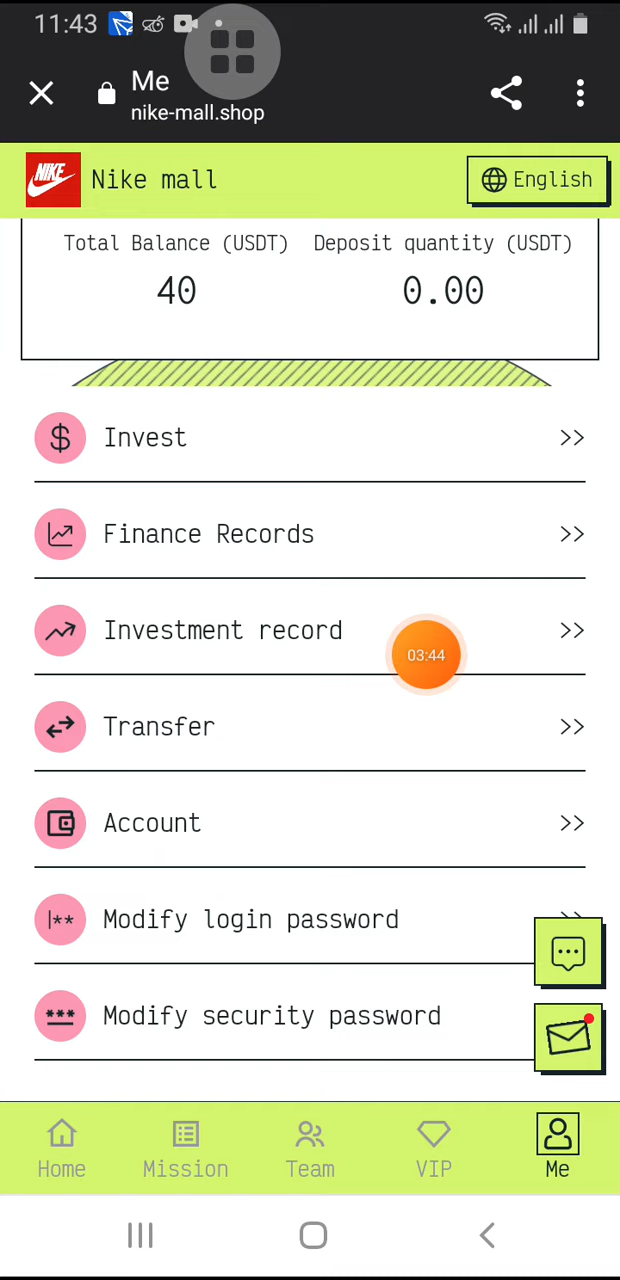 11:43
Me
nike-mall.shop
NIKE
Nike mall
English
Total Balance (USDT)
Deposit quantity (USDT)
40
0.00
$
Invest
>>
Finance Records
>>
Investment record
>>
03:44
Transfer
>>
Account
>>
|**
Modify login password
>>
***
Modify security password
Home
Mission
Team
VIP
Me